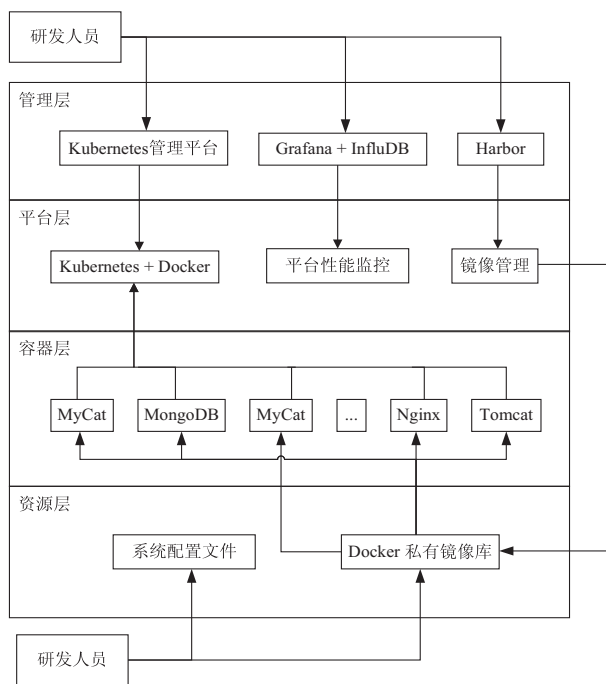 研发人员
管理层
Kubernetes管理平台
Grafana + InfluDB
Harbor
平台层
Kubernetes + Docker
平台性能监控
镜像管理
容器层
MyCat
MongoDB
MyCat
...
Nginx
Tomcat
资源层
系统配置文件
Docker 私有镜像库
研发人员